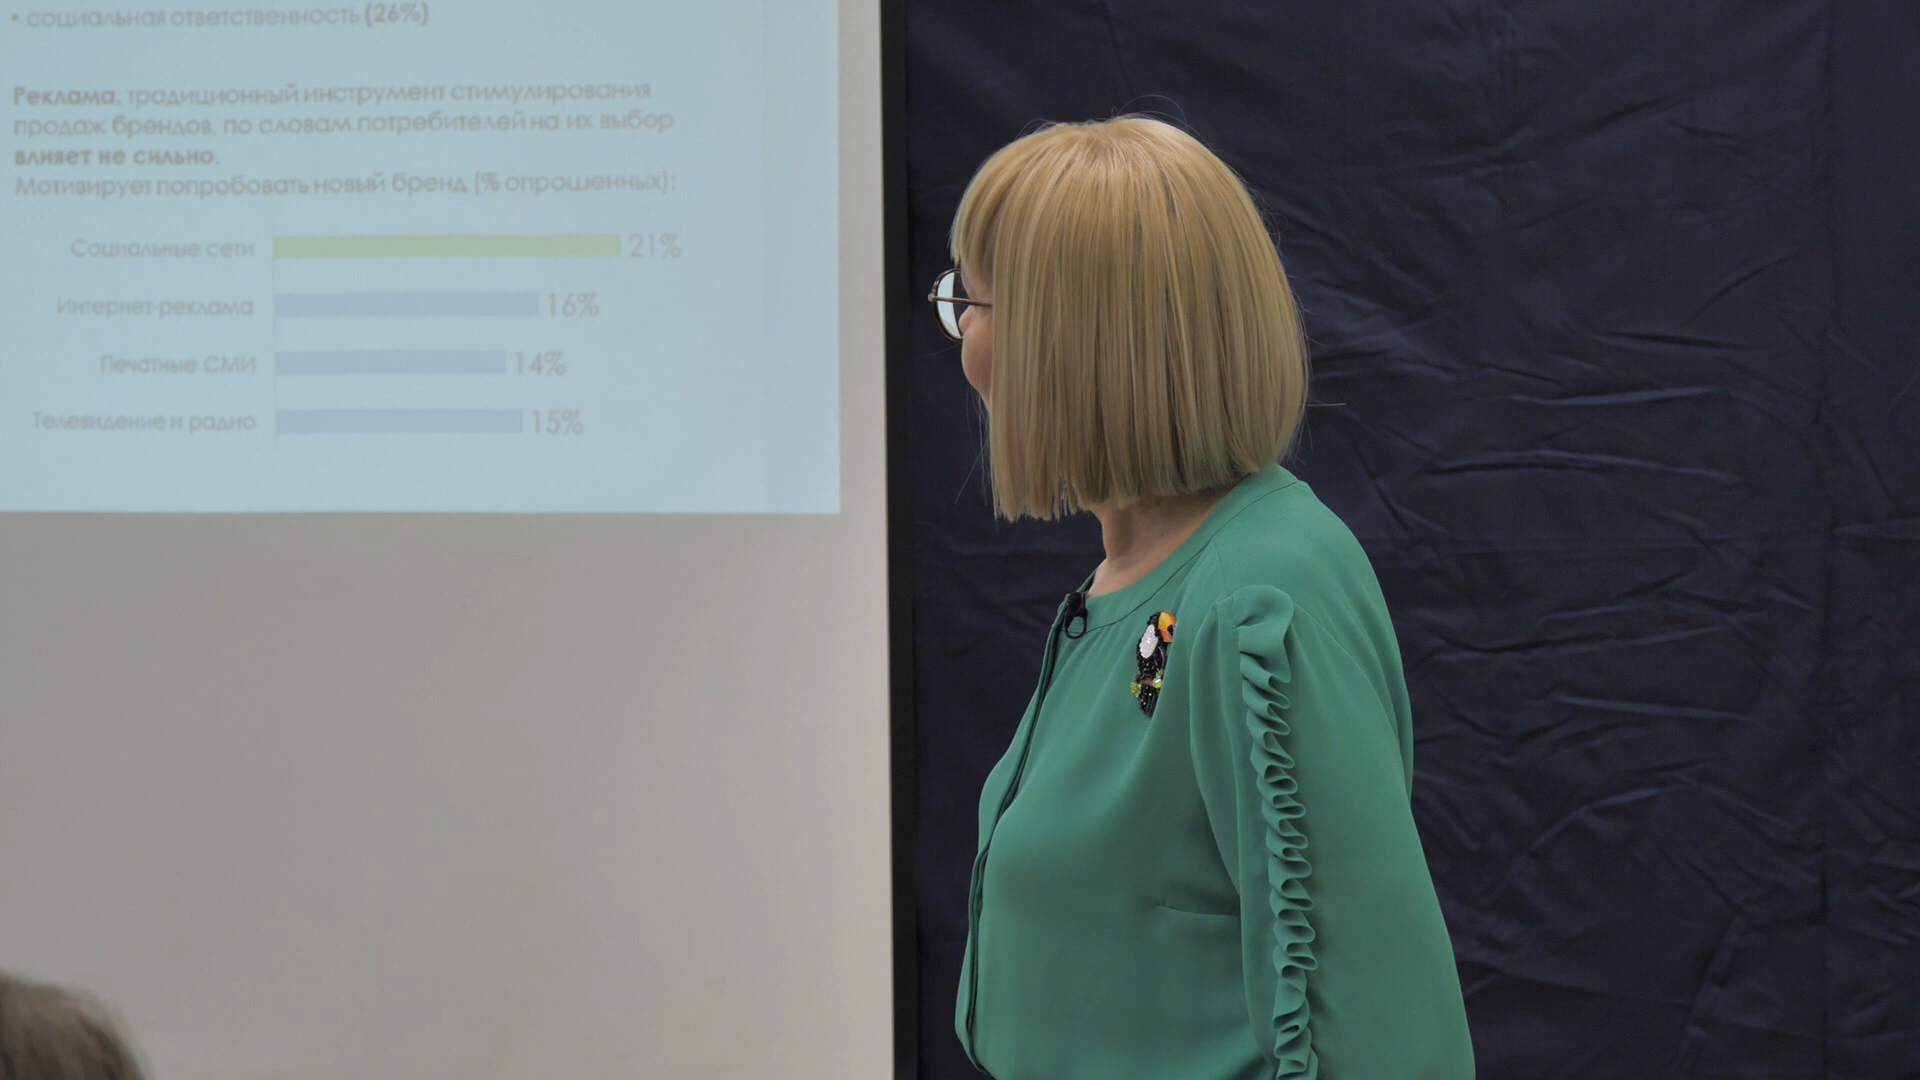 • социальная ответственность (26%)
Реклама, традиционный инструмент стимулирования
продаж брендов, по словам потребителей на их выбор
влияет не сильно.
Мотивирует попробовать новый бренд (% опрошенных):
Социальные сети 21%
Интернет-реклама 16%
Печатные СМИ 14%
Телевидение и радио 15%